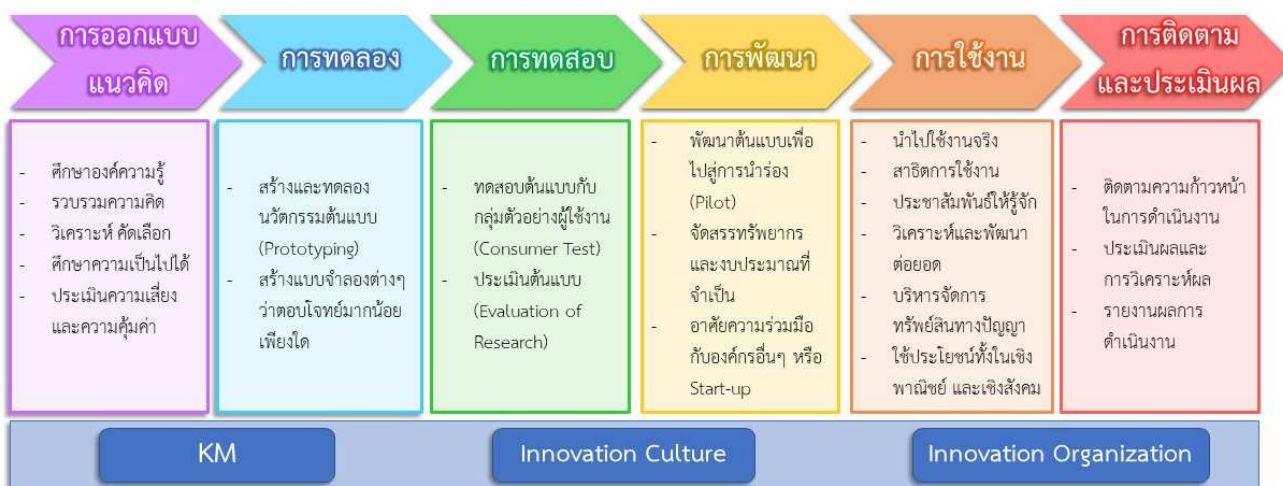 การออกแบบ
แนวคิด
การทดลอง
การทดสอบ
การพัฒนา
การใช้งาน
การติดตาม
และประเมินผล
- ศึกษาองค์ความรู้
- รวบรวมความคิด
- วิเคราะห์ คัดเลือก
- ศึกษาความเป็นไปได้
- ประเมินความเสี่ยง
และความคุ้มค่า
- สร้างและทดลอง
นวัตกรรมต้นแบบ
(Prototyping)
- สร้างแบบจำลองต่างๆ
ว่าตอบโจทย์มากน้อย
เพียงใด
- ทดสอบต้นแบบกับ
กลุ่มตัวอย่างผู้ใช้งาน
(Consumer Test)
- ประเมินต้นแบบ
(Evaluation of
Research)
- พัฒนาต้นแบบเพื่อ
ไปสู่การนำร่อง
(Pilot)
- จัดสรรทรัพยากร
และงบประมาณที่
จำเป็น
- อาศัยความร่วมมือ
กับองค์กรอื่นๆ หรือ
Start-up
- นำไปใช้งานจริง
- สาธิตการใช้งาน
- ประชาสัมพันธ์ให้รู้จัก
- วิเคราะห์และพัฒนา
ต่อยอด
- บริหารจัดการ
ทรัพย์สินทางปัญญา
- ใช้ประโยชน์ทั้งในเชิง
พาณิชย์ และเชิงสังคม
- ติดตามความก้าวหน้า
ในการดำเนินงาน
- ประเมินผลและ
การวิเคราะห์ผล
- รายงานผลการ
ดำเนินงาน
KM
Innovation Culture
Innovation Organization